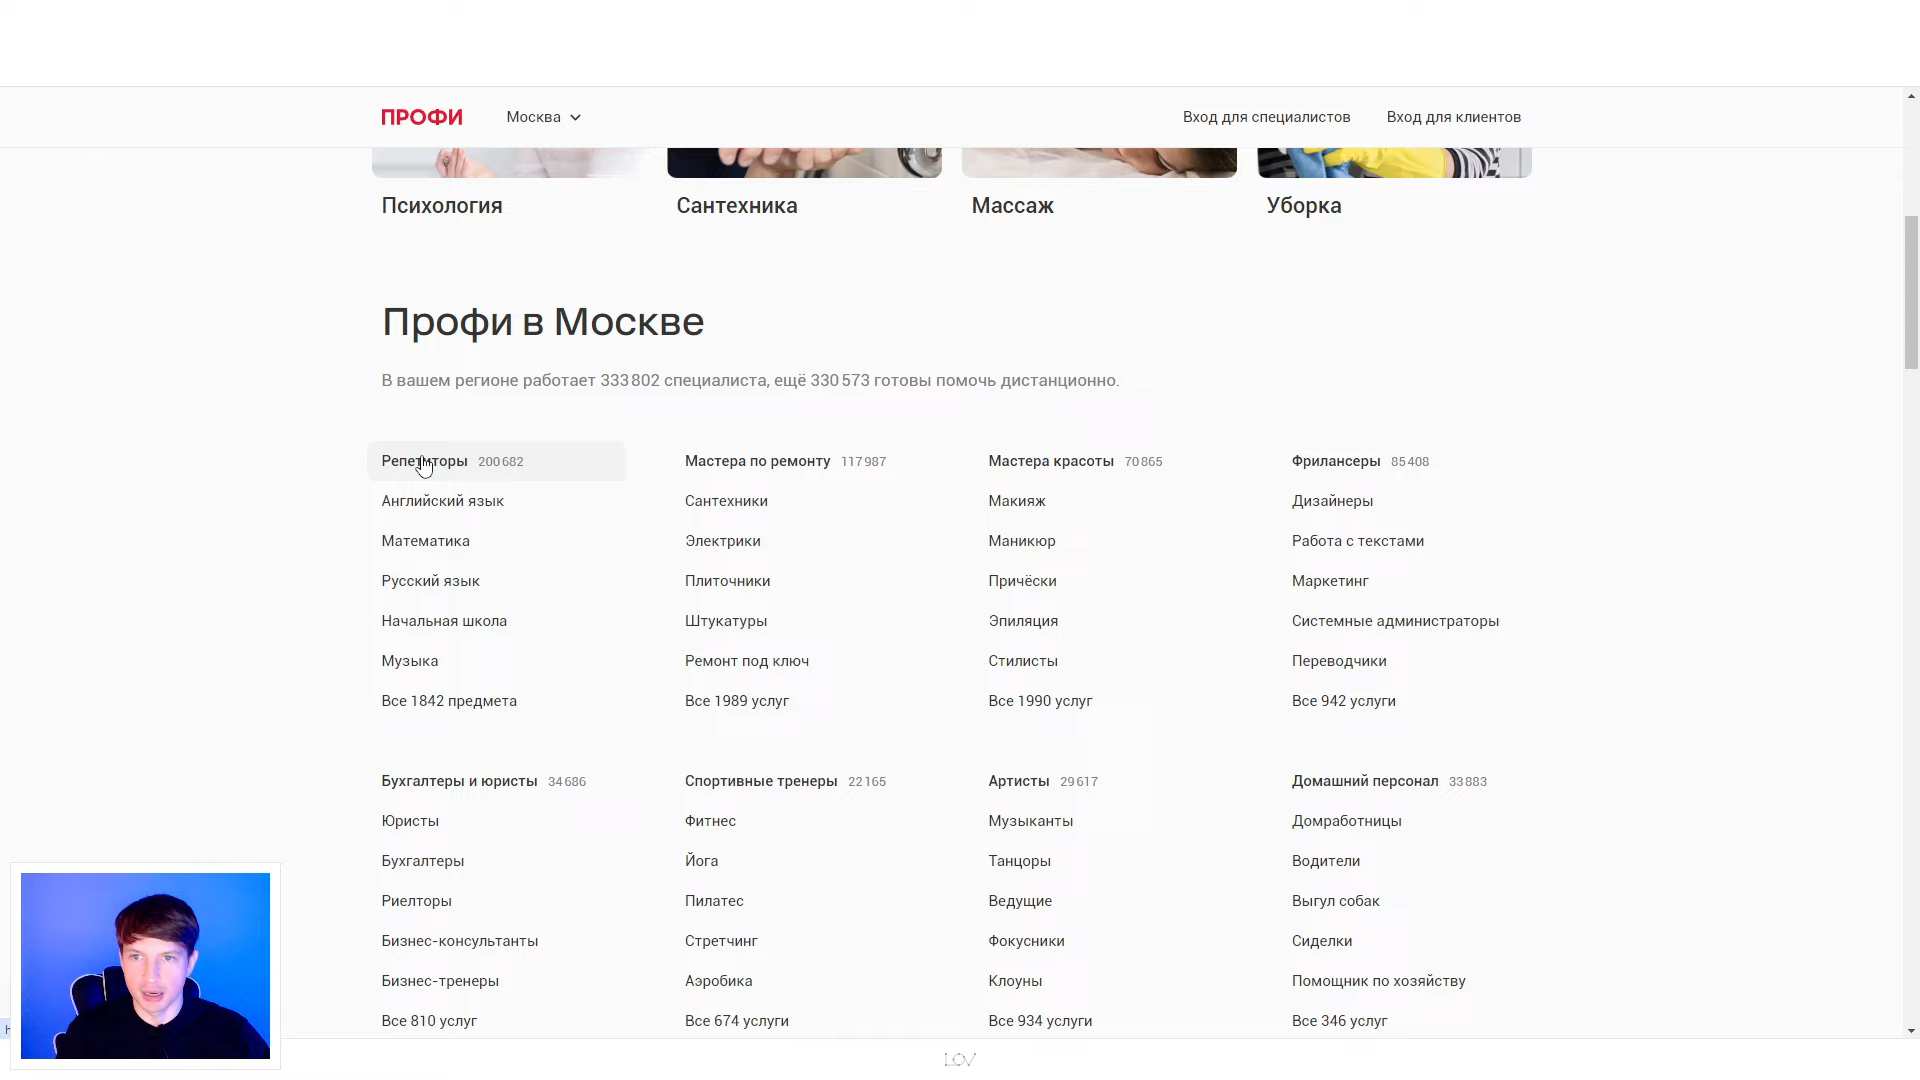 ПРОФИ Москва Вход для специалистов Вход для клиентов
Психология Сантехника Массаж Уборка
Профи в Москве
В вашем регионе работает 333 802 специалиста, ещё 330 573 готовы помочь дистанционно.
Репетиторы 200 682
Английский язык
Математика
Русский язык
Начальная школа
Музыка
Все 1842 предмета
Мастера по ремонту 117 987
Сантехники
Электрики
Плиточники
Штукатуры
Ремонт под ключ
Все 1989 услуг
Мастера красоты 70 865
Макияж
Маникюр
Причёски
Эпиляция
Стилисты
Все 1990 услуг
Фрилансеры 85 408
Дизайнеры
Работа с текстами
Маркетинг
Системные администраторы
Переводчики
Все 942 услуги
Бухгалтеры и юристы 34 686
Юристы
Бухгалтеры
Риелторы
Бизнес-консультанты
Бизнес-тренеры
Все 810 услуг
Спортивные тренеры 22 165
Фитнес
Йога
Пилатес
Стретчинг
Аэробика
Все 674 услуги
Артисты 29 617
Музыканты
Танцоры
Ведущие
Фокусники
Клоуны
Все 934 услуги
Домашний персонал 33 883
Домработницы
Водители
Выгул собак
Сиделки
Помощник по хозяйству
Все 346 услуг
LOV